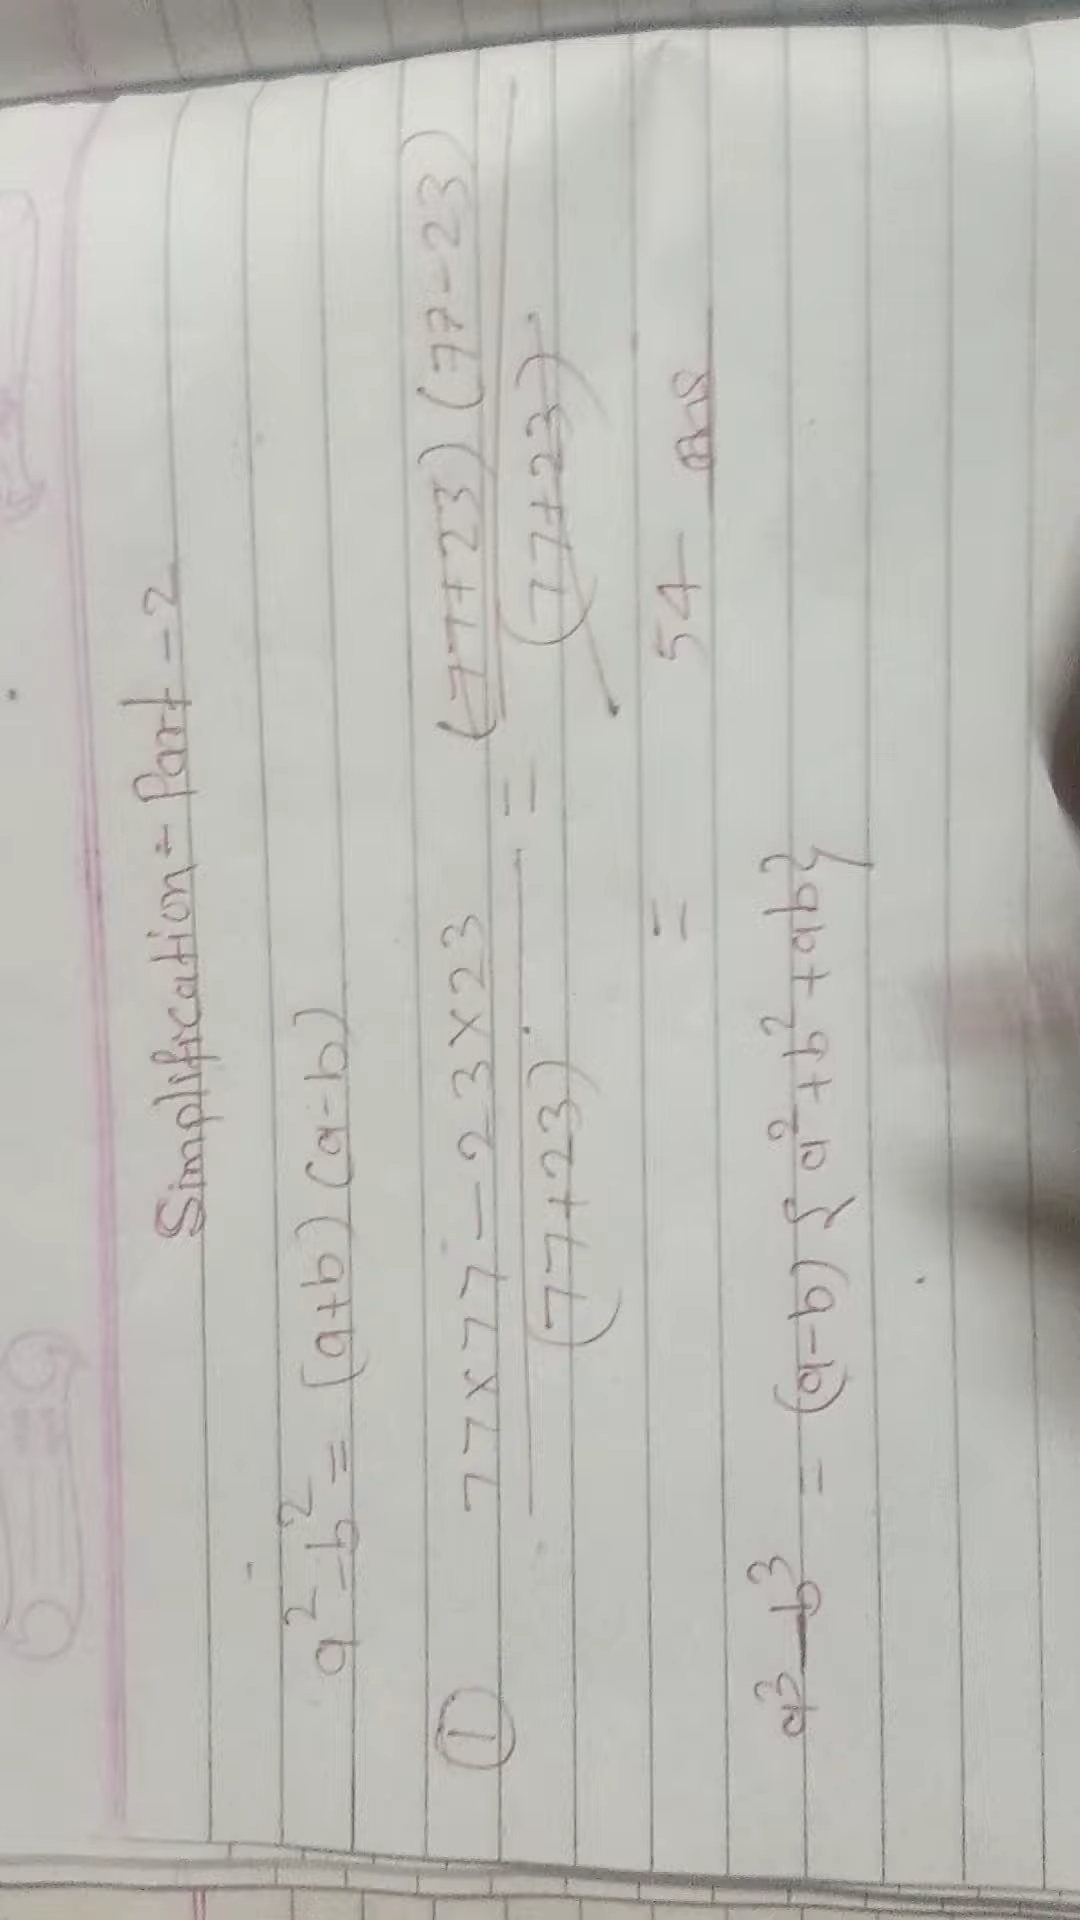 Simplification - Part - 2
a² - b² = (a+b) (a-b)
① 77×77 - 23×23 / (77+23) = (77+23) (77-23) / (77+23)
= 54 Ans
a³ - b³ = (a-b) {a² + b² + ab}